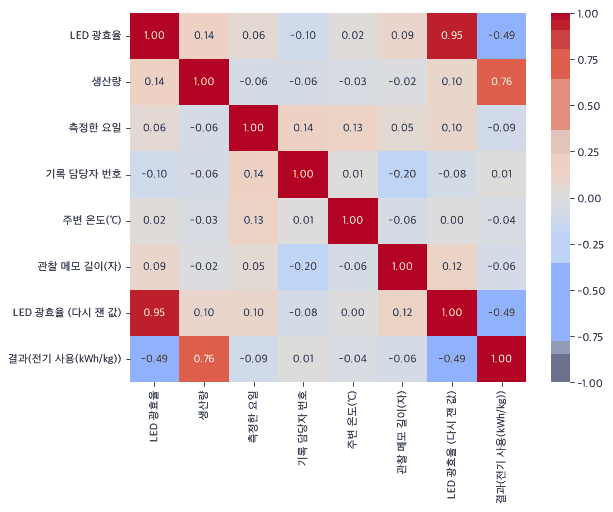 LED 광효율 1.00 0.14 0.06 −0.10 0.02 0.09 0.95 −0.49
생산량 0.14 1.00 −0.06 −0.06 −0.03 −0.02 0.10 0.76
측정한 요일 0.06 −0.06 1.00 0.14 0.13 0.05 0.10 −0.09
기록 담당자 번호 −0.10 −0.06 0.14 1.00 0.01 −0.20 −0.08 0.01
주변 온도(℃) 0.02 −0.03 0.13 0.01 1.00 −0.06 0.00 −0.04
관찰 메모 길이(자) 0.09 −0.02 0.05 −0.20 −0.06 1.00 0.12 −0.06
LED 광효율 (다시 잰 값) 0.95 0.10 0.10 −0.08 0.00 0.12 1.00 −0.49
결과(전기 사용(kWh/kg)) −0.49 0.76 −0.09 0.01 −0.04 −0.06 −0.49 1.00
LED 광효율
생산량
측정한 요일
기록 담당자 번호
주변 온도(℃)
관찰 메모 길이(자)
LED 광효율 (다시 잰 값)
결과(전기 사용(kWh/kg))
1.00
0.75
0.50
0.25
0.00
−0.25
−0.50
−0.75
−1.00